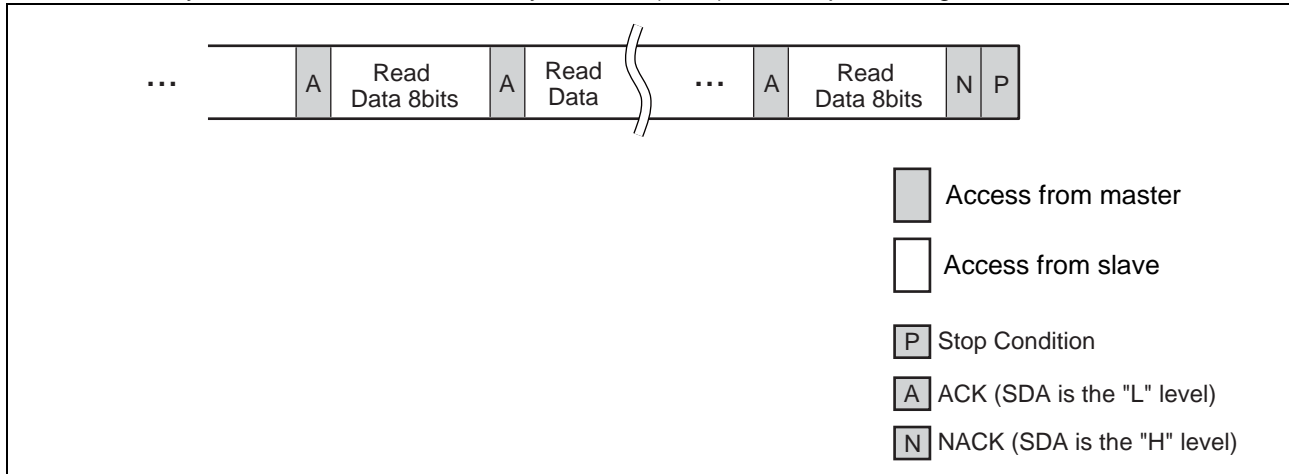 ... A Read Data 8bits A Read Data ... A Read Data 8bits N P
Access from master
Access from slave
P Stop Condition
A ACK (SDA is the "L" level)
N NACK (SDA is the "H" level)